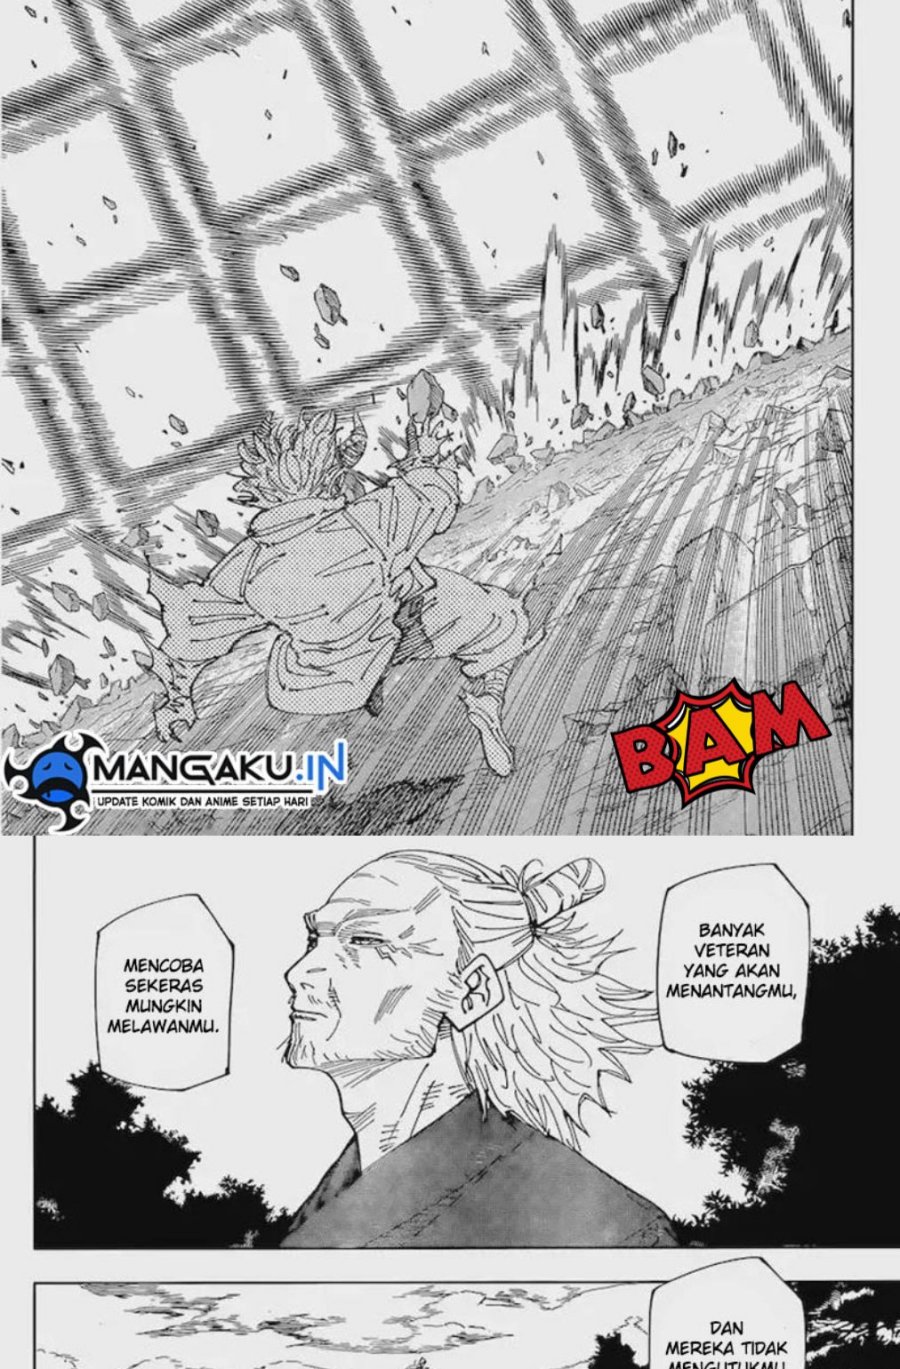 BAM
MANGAKU.IN
UPDATE KOMIK DAN ANIME SETIAP HARI
BANYAK
VETERAN
YANG AKAN
MENANTANGMU,
MENCOBA
SEKERAS
MUNGKIN
MELAWANMU.
DAN
MEREKA TIDAK
MENGUTUKMU